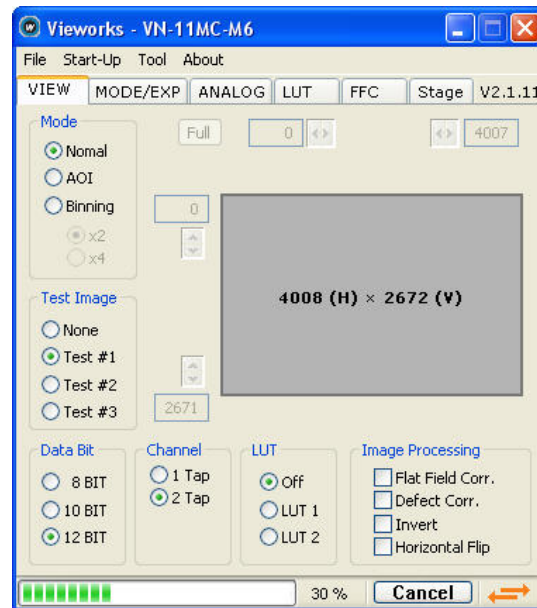 Vieworks - VN-11MC-M6
File Start-Up Tool About
VIEW MODE/EXP ANALOG LUT FFC Stage V2.1.11
Mode
Nomal
AOI
Binning
x2
x4
Full 0 4007
0
4008 (H) × 2672 (V)
2671
Test Image
None
Test #1
Test #2
Test #3
Data Bit
8 BIT
10 BIT
12 BIT
Channel
1 Tap
2 Tap
LUT
Off
LUT 1
LUT 2
Image Processing
Flat Field Corr.
Defect Corr.
Invert
Horizontal Flip
30 % Cancel